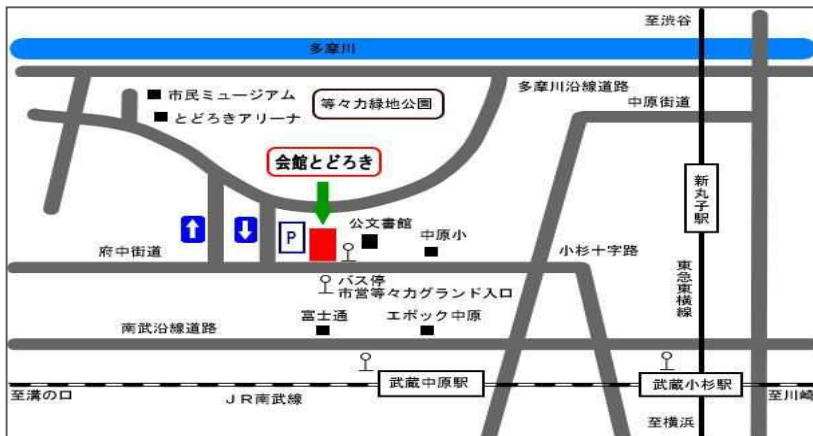 至渋谷
多摩川
多摩川沿線道路
市民ミュージアム
とどろきアリーナ
等々力緑地公園
中原街道
会館とどろき
新丸子駅
P
公文書館
中原小
府中街道
小杉十字路
東急東横線
バス停
市営等々力グランド入口
富士通
エポック中原
南武沿線道路
武蔵中原駅
武蔵小杉駅
至溝の口
JR南武線
至川崎
至横浜